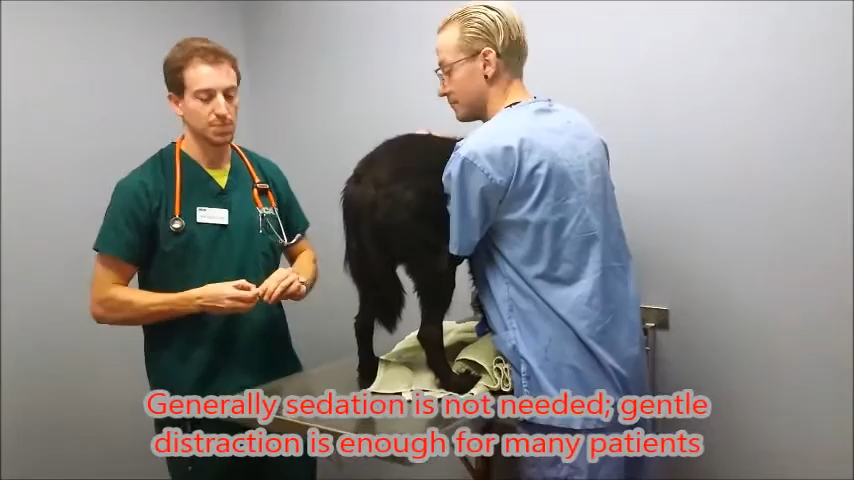 Generally sedation is not needed; gentle
distraction is enough for many patients